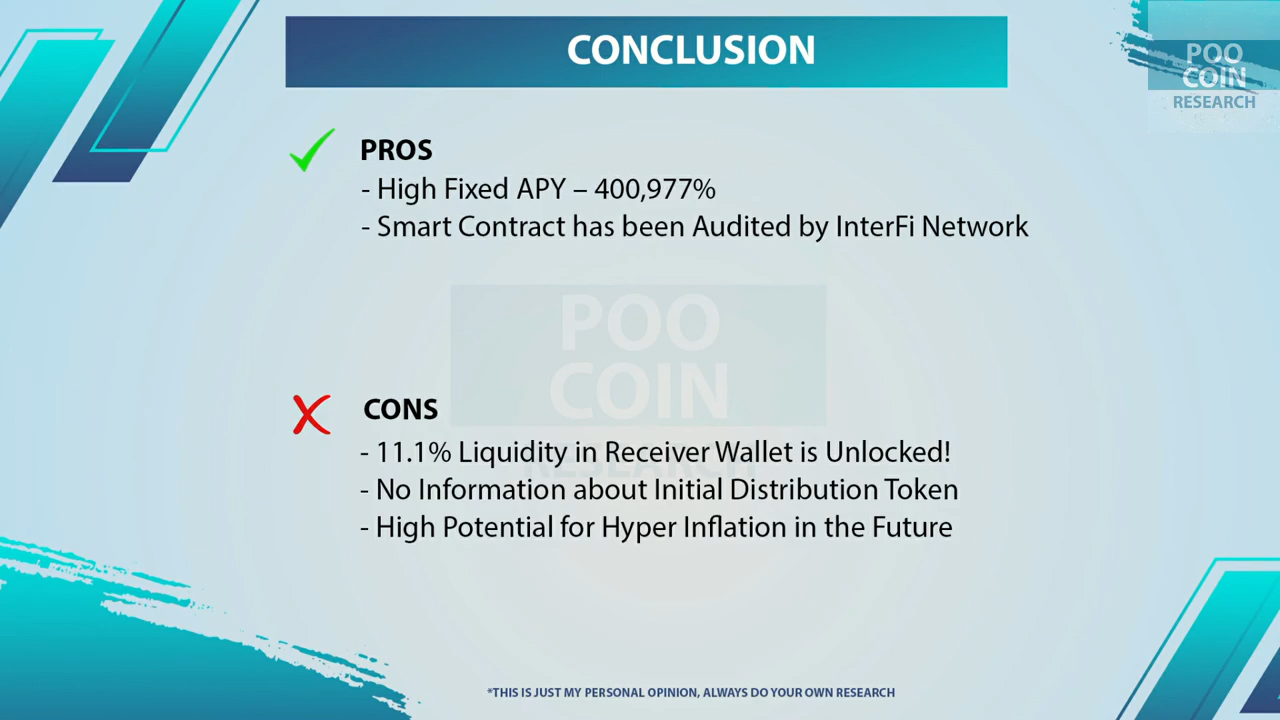 CONCLUSION
POO
COIN
RESEARCH
PROS
- High Fixed APY – 400,977%
- Smart Contract has been Audited by InterFi Network
POO
COIN
RESEARCH
CONS
- 11.1% Liquidity in Receiver Wallet is Unlocked!
- No Information about Initial Distribution Token
- High Potential for Hyper Inflation in the Future
*THIS IS JUST MY PERSONAL OPINION, ALWAYS DO YOUR OWN RESEARCH